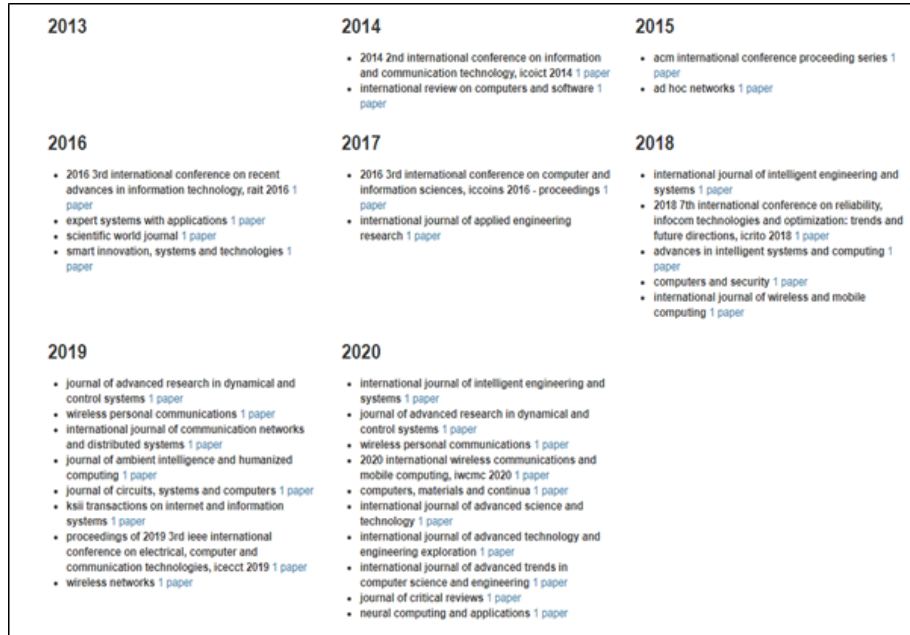 2013
2014
• 2014 2nd international conference on information
and communication technology, icoict 2014 1 paper
• international review on computers and software 1
paper
2015
• acm international conference proceeding series 1
paper
• ad hoc networks 1 paper
2016
• 2016 3rd international conference on recent
advances in information technology, rait 2016 1
paper
• expert systems with applications 1 paper
• scientific world journal 1 paper
• smart innovation, systems and technologies 1
paper
2017
• 2016 3rd international conference on computer and
information sciences, iccoins 2016 - proceedings 1
paper
• international journal of applied engineering
research 1 paper
2018
• international journal of intelligent engineering and
systems 1 paper
• 2018 7th international conference on reliability,
infocom technologies and optimization: trends and
future directions, icrito 2018 1 paper
• advances in intelligent systems and computing 1
paper
• computers and security 1 paper
• international journal of wireless and mobile
computing 1 paper
2019
• journal of advanced research in dynamical and
control systems 1 paper
• wireless personal communications 1 paper
• international journal of communication networks
and distributed systems 1 paper
• journal of ambient intelligence and humanized
computing 1 paper
• journal of circuits, systems and computers 1 paper
• ksii transactions on internet and information
systems 1 paper
• proceedings of 2019 3rd ieee international
conference on electrical, computer and
communication technologies, icecct 2019 1 paper
• wireless networks 1 paper
2020
• international journal of intelligent engineering and
systems 1 paper
• journal of advanced research in dynamical and
control systems 1 paper
• wireless personal communications 1 paper
• 2020 international wireless communications and
mobile computing, iwcmc 2020 1 paper
• computers, materials and continua 1 paper
• international journal of advanced science and
technology 1 paper
• international journal of advanced technology and
engineering exploration 1 paper
• international journal of advanced trends in
computer science and engineering 1 paper
• journal of critical reviews 1 paper
• neural computing and applications 1 paper